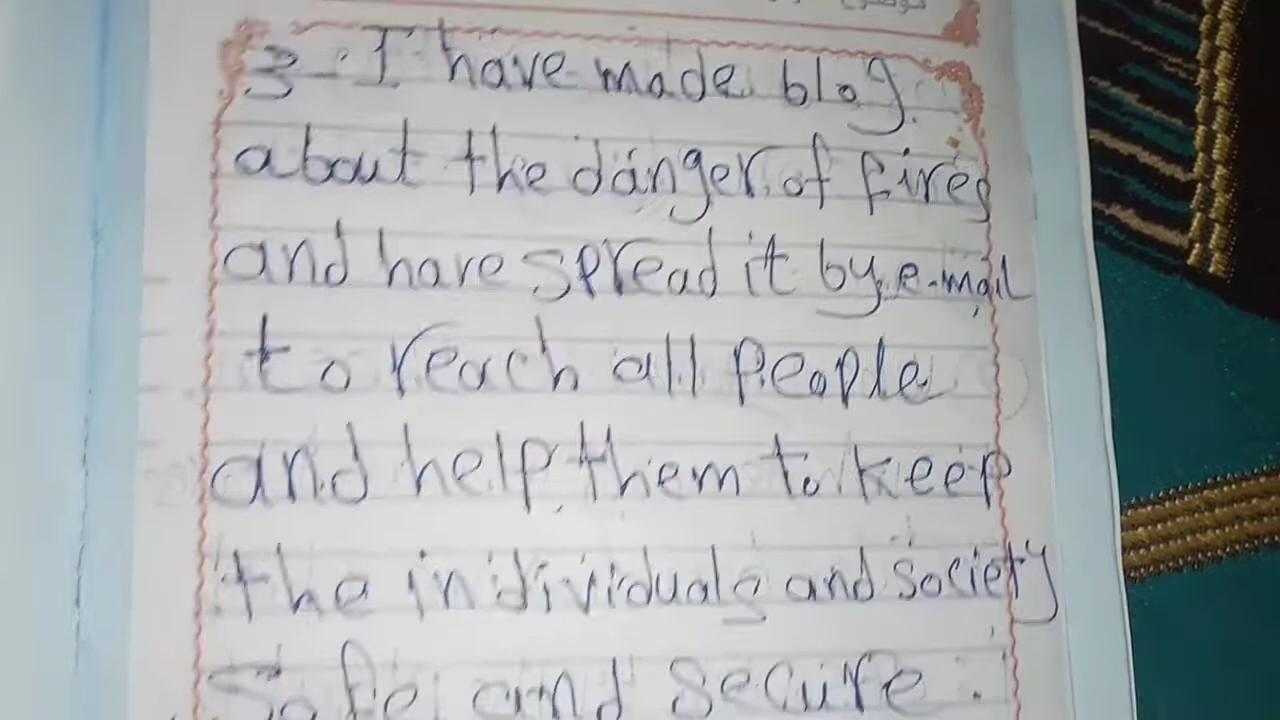 3 - I have made blog
about the danger of fires
and have spread it by e-mail
to reach all people
and help them to keep
the individuals and society
Safe and secure.